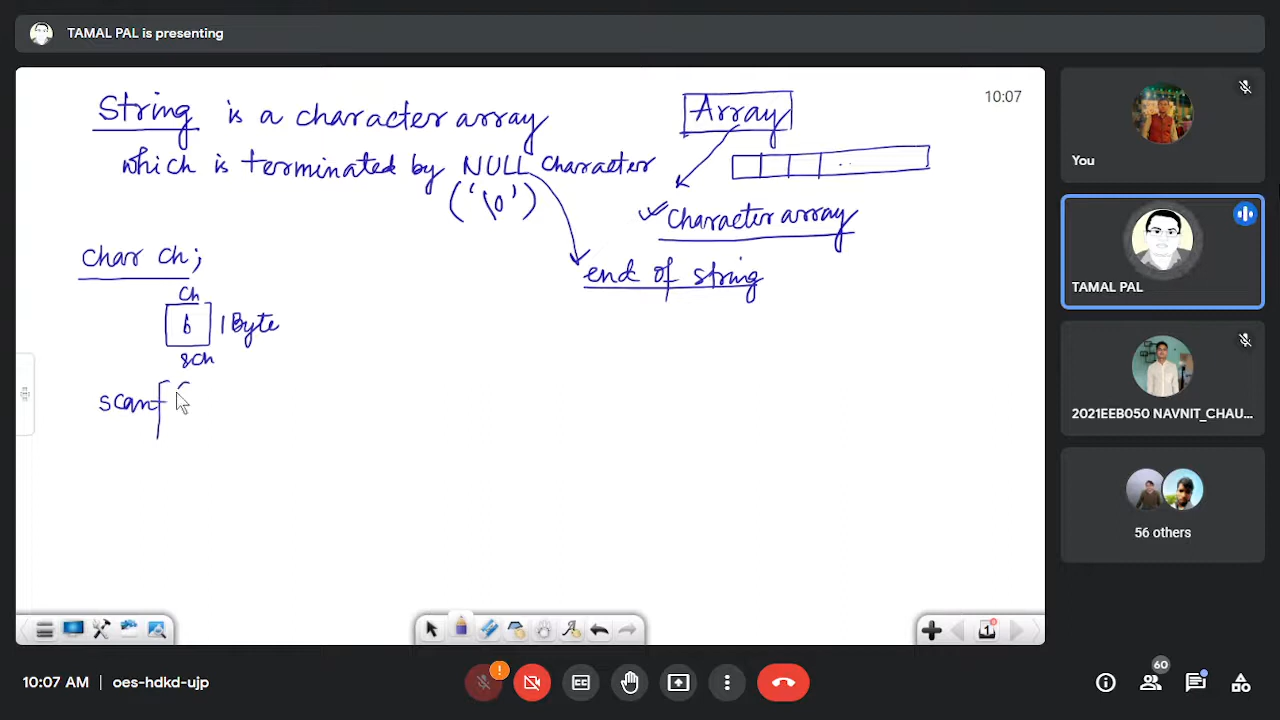 TAMAL PAL is presenting
String is a character array
which is terminated by NULL character
('\0')
Array
10:07
character array
end of string
char ch;
ch
b
1 Byte
&ch
scanf (
You
TAMAL PAL
2021EEB050 NAVNIT_CHAU...
56 others
1
10:07 AM | oes-hdkd-ujp
60